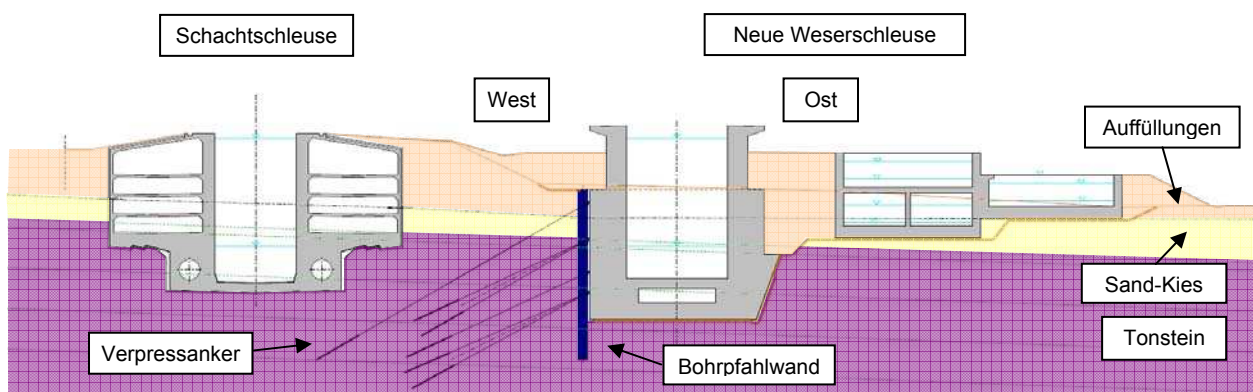 Schachtschleuse
Neue Weserschleuse
West
Ost
Auffüllungen
Sand-Kies
Tonstein
Verpressanker
Bohrpfahlwand